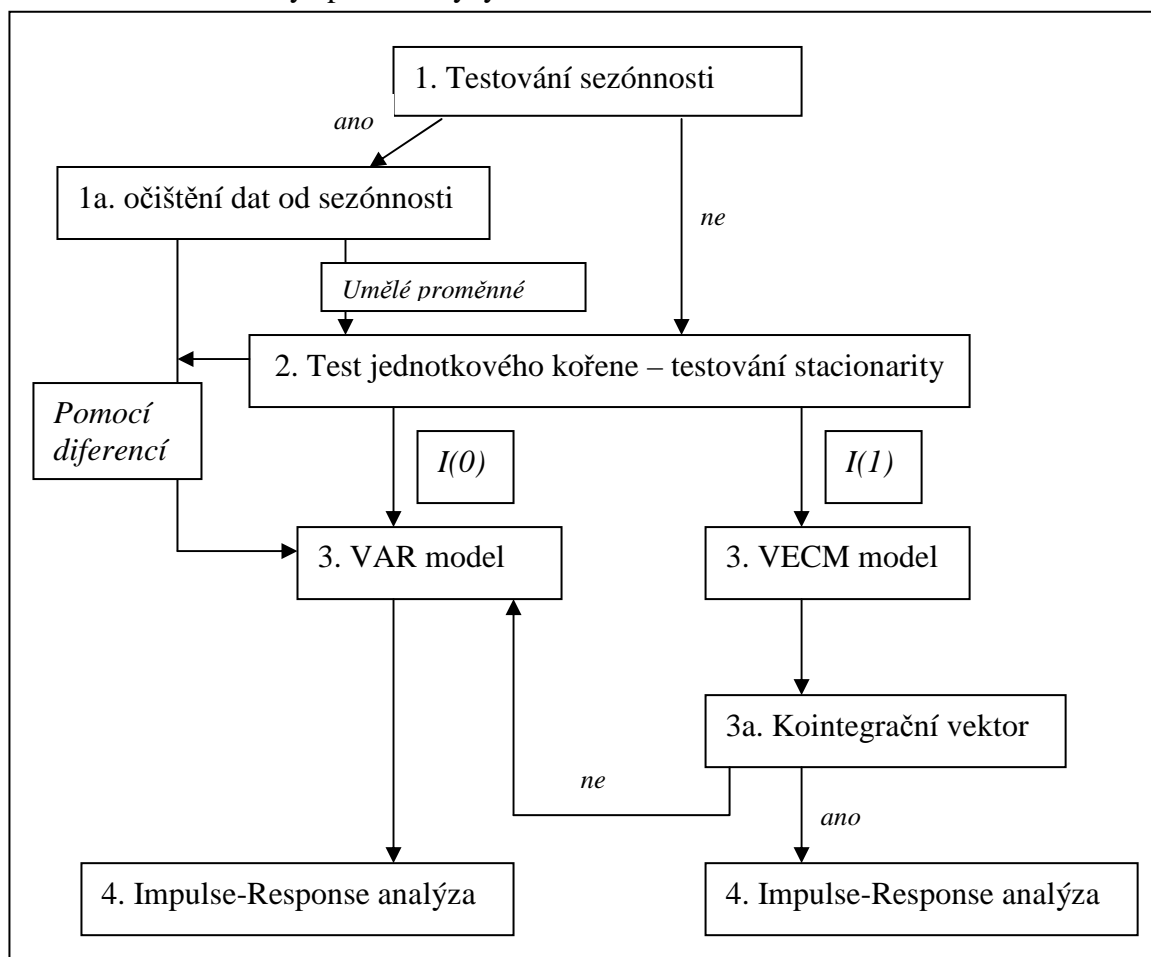 1. Testování sezónnosti
ano
1a. očištění dat od sezónnosti
ne
Umělé proměnné
2. Test jednotkového kořene – testování stacionarity
Pomocí
diferencí
I(0)
I(1)
3. VAR model
3. VECM model
3a. Kointegrační vektor
ne
ano
4. Impulse-Response analýza
4. Impulse-Response analýza